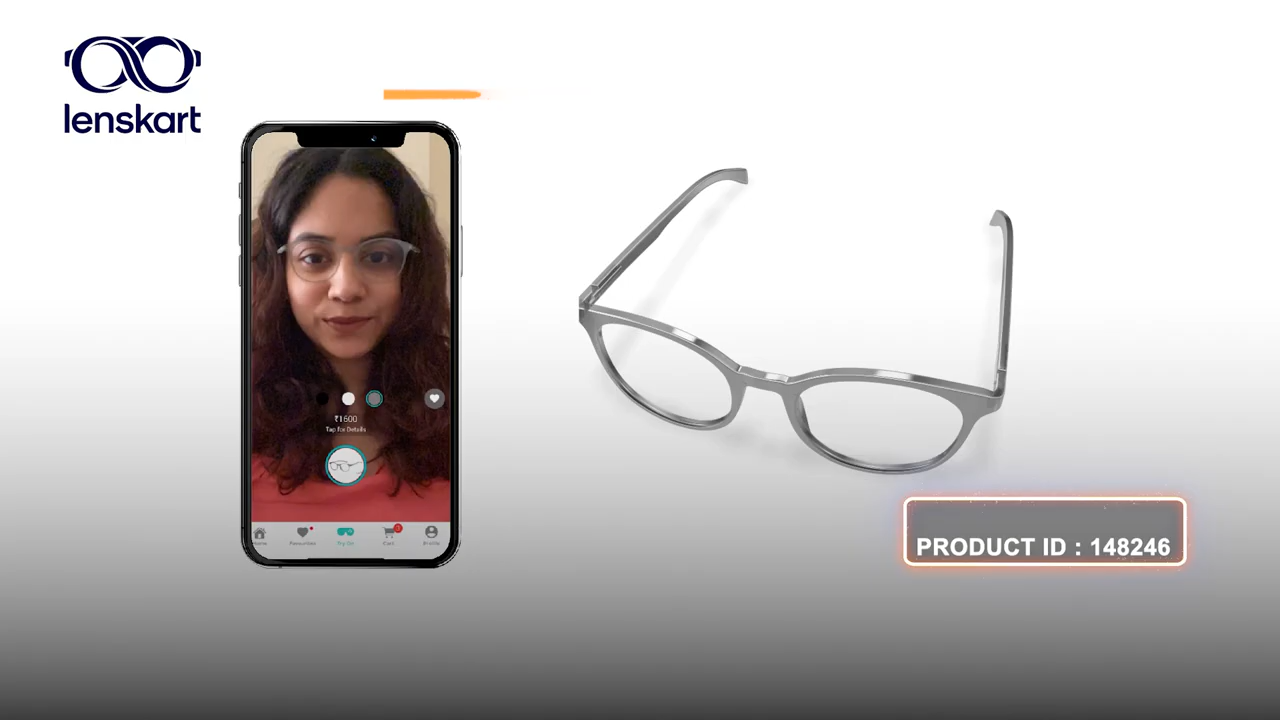 lenskart
₹1600
Tap for Details
Home
Favourites
Try On
Cart
Profile
PRODUCT ID : 148246